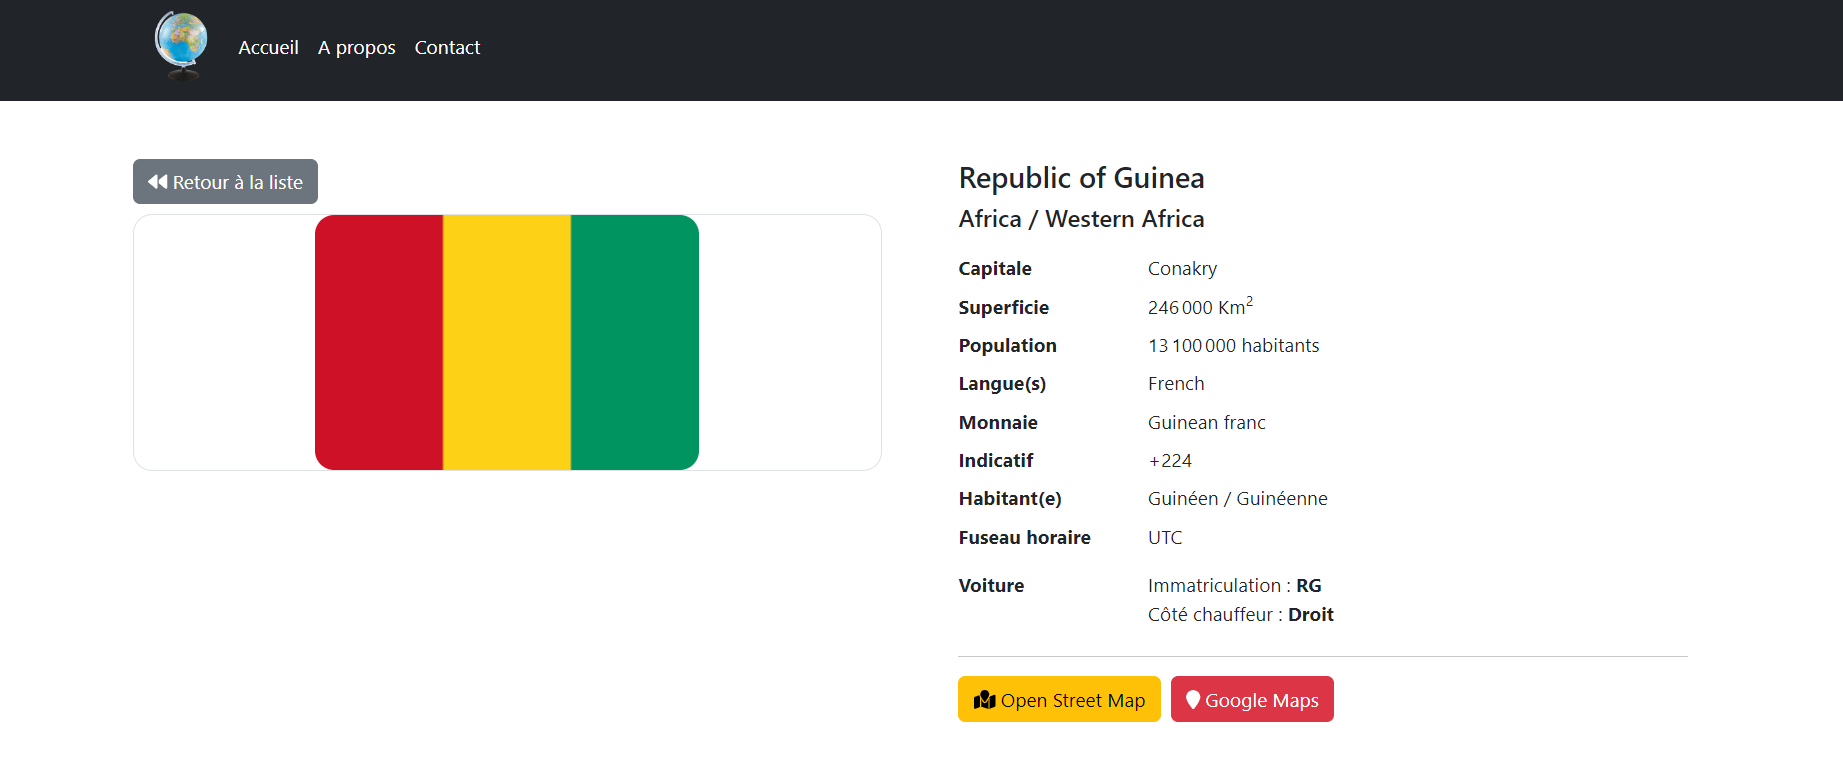 Accueil A propos Contact
Retour à la liste
Republic of Guinea
Africa / Western Africa
Capitale Conakry
Superficie 246 000 Km²
Population 13 100 000 habitants
Langue(s) French
Monnaie Guinean franc
Indicatif +224
Habitant(e) Guinéen / Guinéenne
Fuseau horaire UTC
Voiture Immatriculation : RG
Côté chauffeur : Droit
Open Street Map Google Maps